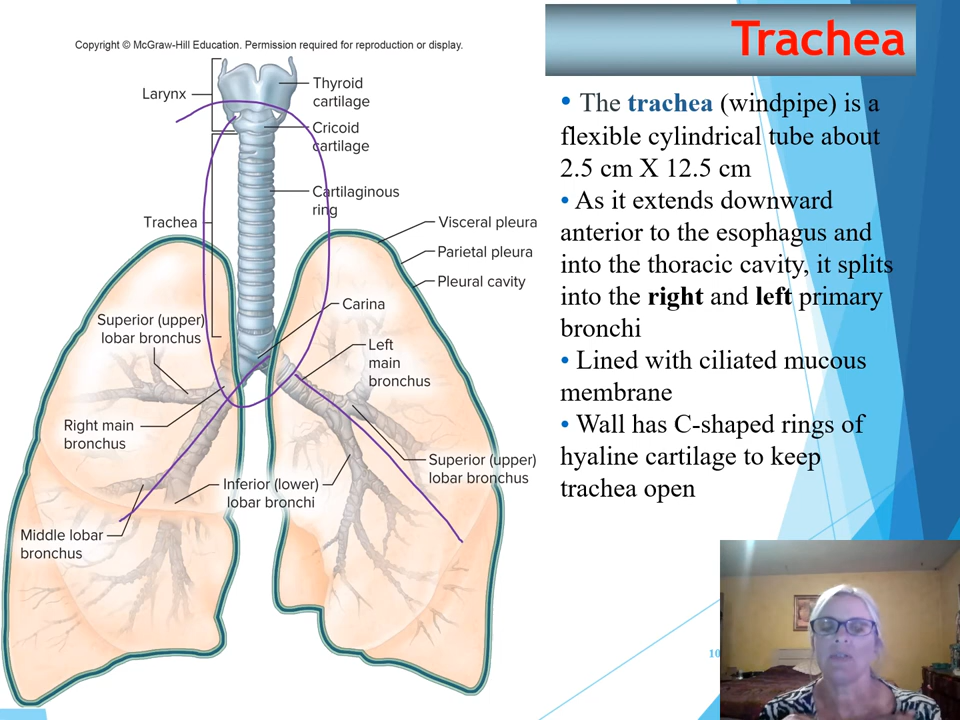 Copyright © McGraw-Hill Education. Permission required for reproduction or display.
Larynx
Thyroid
cartilage
Cricoid
cartilage
Cartilaginous
ring
Trachea
Visceral pleura
Parietal pleura
Pleural cavity
Carina
Superior (upper)
lobar bronchus
Left
main
bronchus
Right main
bronchus
Superior (upper)
lobar bronchus
Inferior (lower)
lobar bronchi
Middle lobar
bronchus
Trachea
• The trachea (windpipe) is a
flexible cylindrical tube about
2.5 cm X 12.5 cm
• As it extends downward
anterior to the esophagus and
into the thoracic cavity, it splits
into the right and left primary
bronchi
• Lined with ciliated mucous
membrane
• Wall has C-shaped rings of
hyaline cartilage to keep
trachea open
10